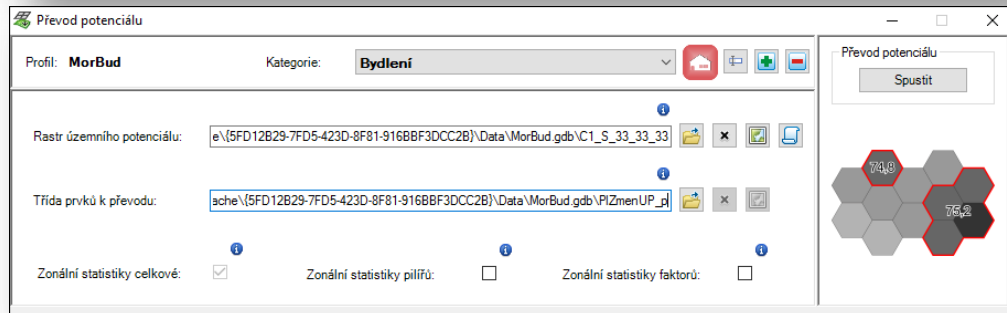 Převod potenciálu
Profil: MorBud
Kategorie: Bydlení
Převod potenciálu
Spustit
Rastr územního potenciálu: e\{5FD12B29-7FD5-423D-8F81-916BBF3DCC2B}\Data\MorBud.gdb\C1_S_33_33_33
Třída prvků k převodu: ache\{5FD12B29-7FD5-423D-8F81-916BBF3DCC2B}\Data\MorBud.gdb\PlZmenUP_p
74,8
75,2
Zonální statistiky celkové:
Zonální statistiky pilířů:
Zonální statistiky faktorů: